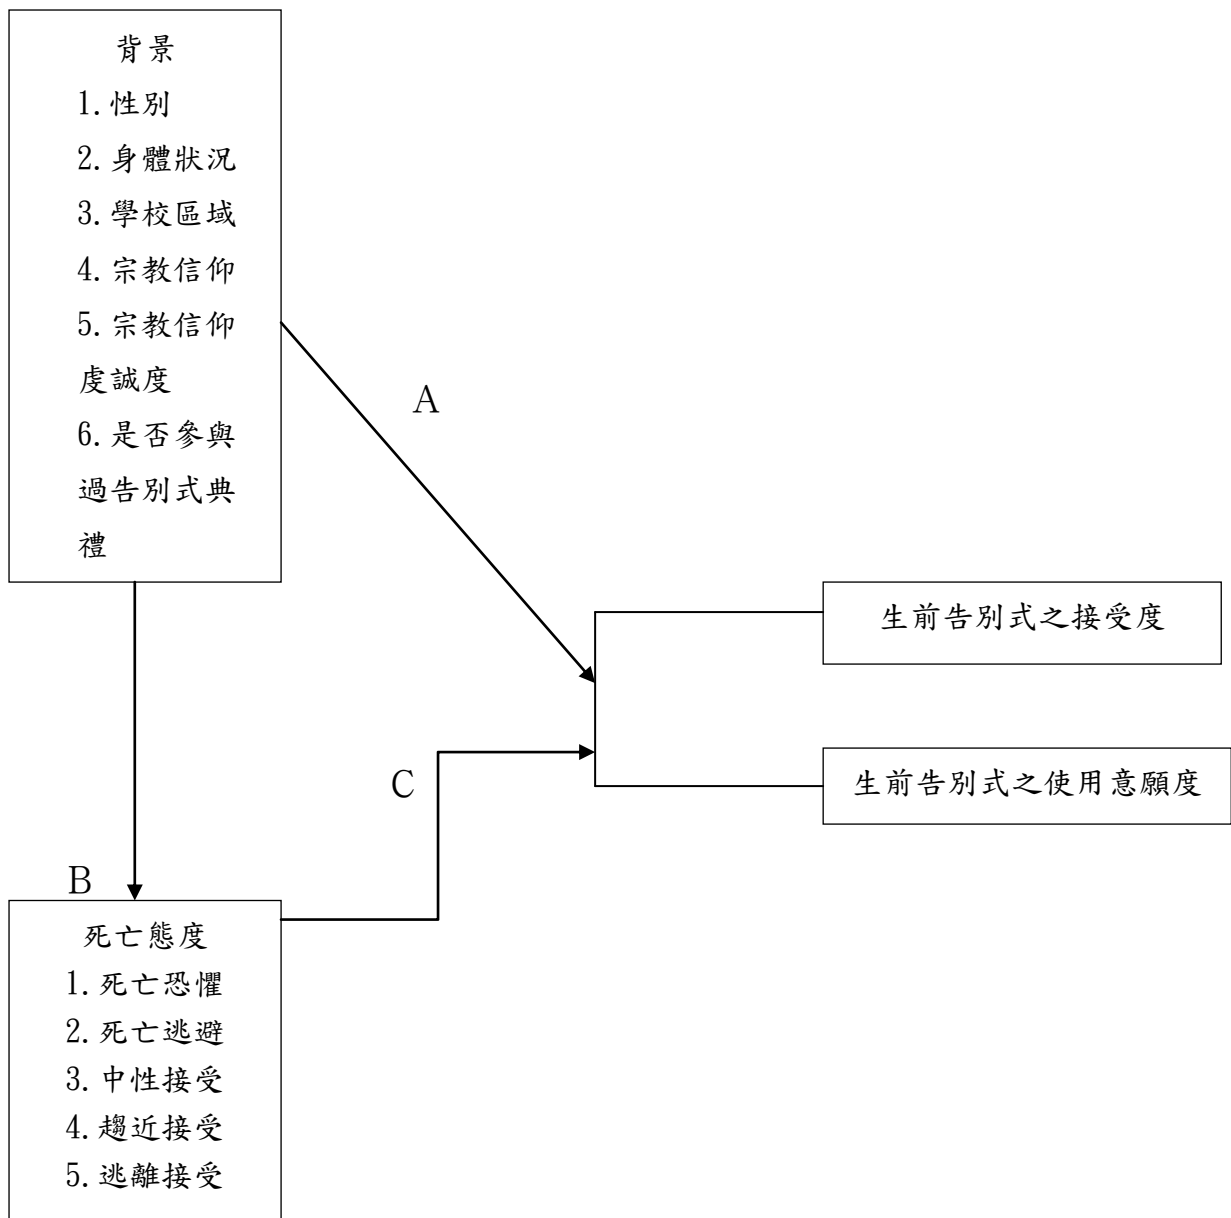 背景
1.性別
2.身體狀況
3.學校區域
4.宗教信仰
5.宗教信仰
虔誠度
6.是否參與
過告別式典
禮
A
生前告別式之接受度
生前告別式之使用意願度
C
B
死亡態度
1.死亡恐懼
2.死亡逃避
3.中性接受
4.趨近接受
5.逃離接受